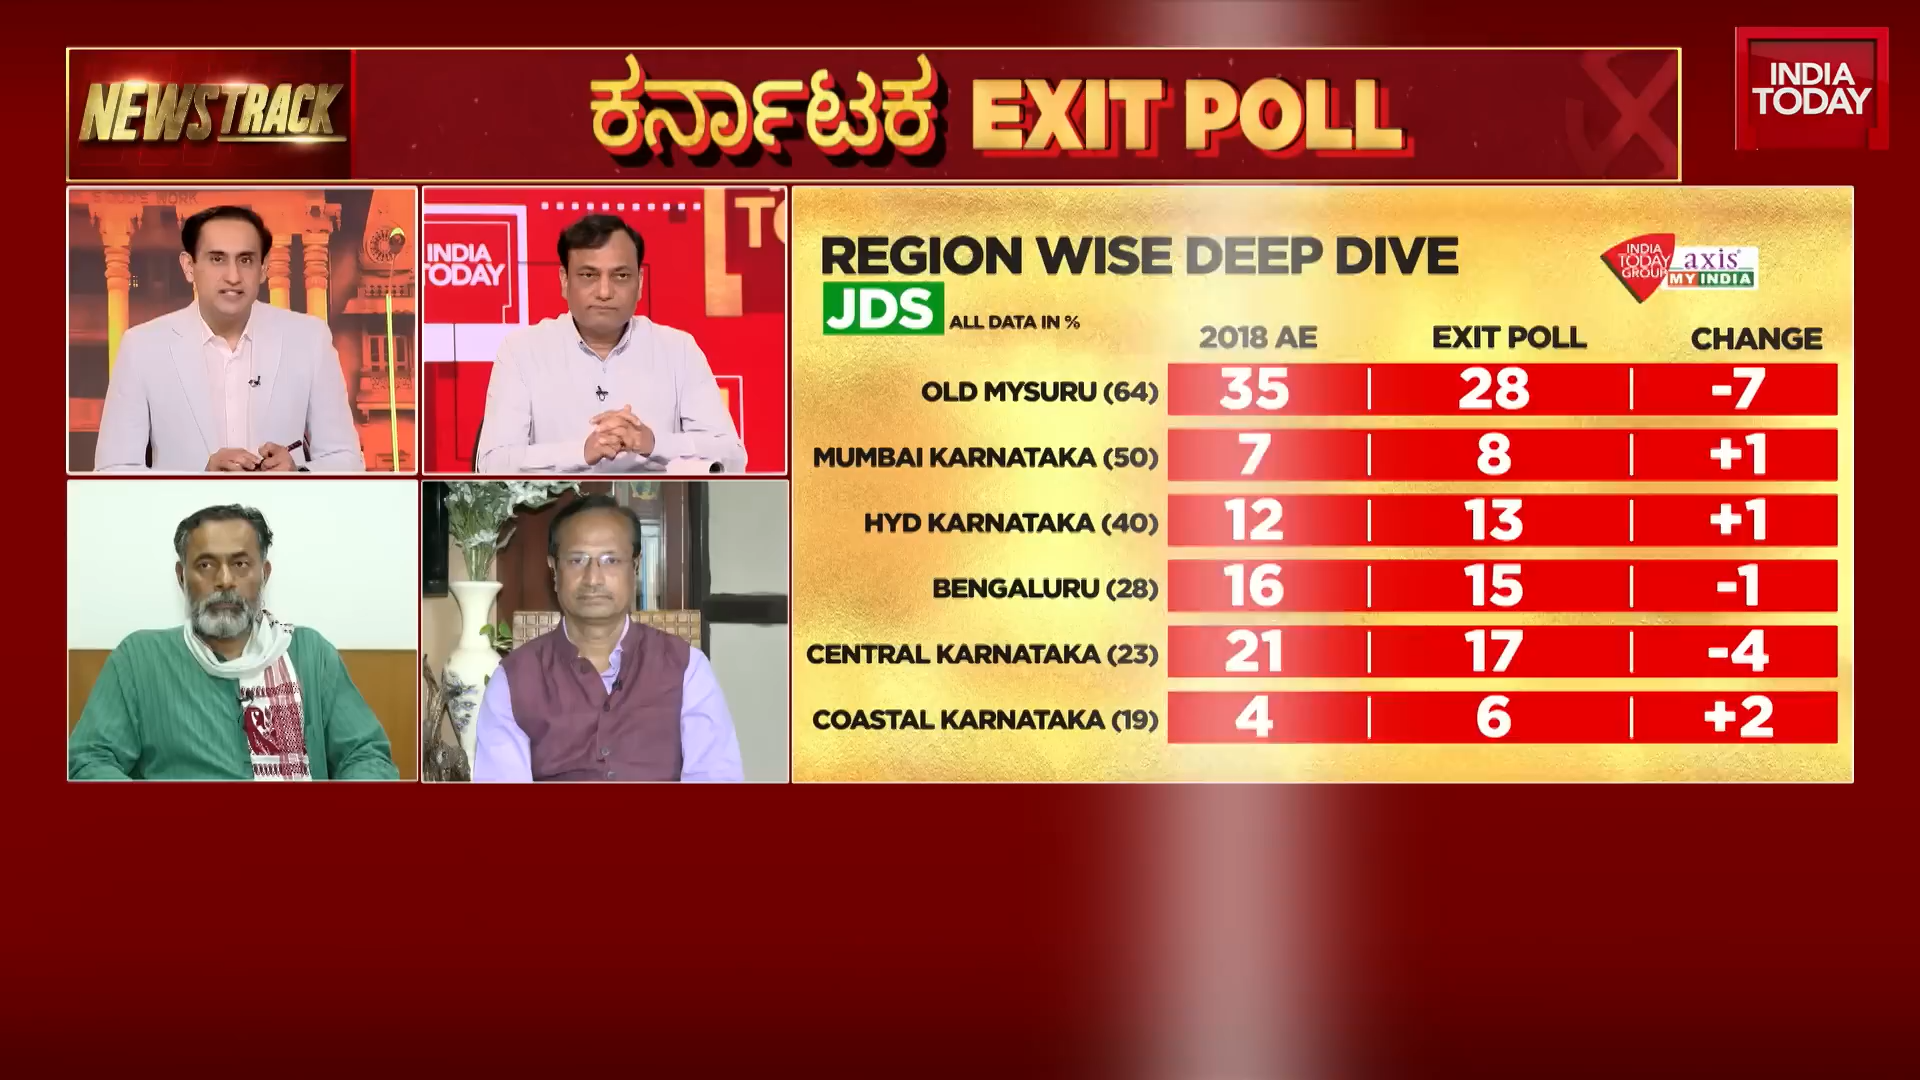 NEWSTRACK
ಕರ್ನಾಟಕ EXIT POLL
INDIA
TODAY
S GOD'S WORK
INDIA
TODAY
TO
REGION WISE DEEP DIVE
INDIA
TODAY
GROUP
axis
MY INDIA
JDS ALL DATA IN %
2018 AE EXIT POLL CHANGE
OLD MYSURU (64) 35 28 -7
MUMBAI KARNATAKA (50) 7 8 +1
HYD KARNATAKA (40) 12 13 +1
BENGALURU (28) 16 15 -1
CENTRAL KARNATAKA (23) 21 17 -4
COASTAL KARNATAKA (19) 4 6 +2